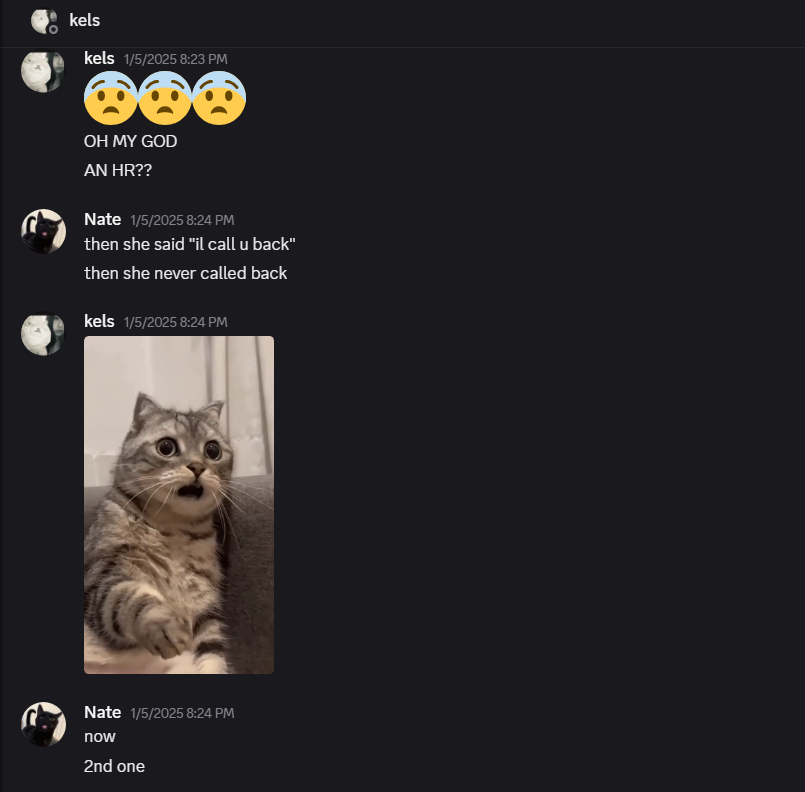 kels
kels 1/5/2025 8:23 PM
OH MY GOD
AN HR??
Nate 1/5/2025 8:24 PM
then she said "il call u back"
then she never called back
kels 1/5/2025 8:24 PM
Nate 1/5/2025 8:24 PM
now
2nd one